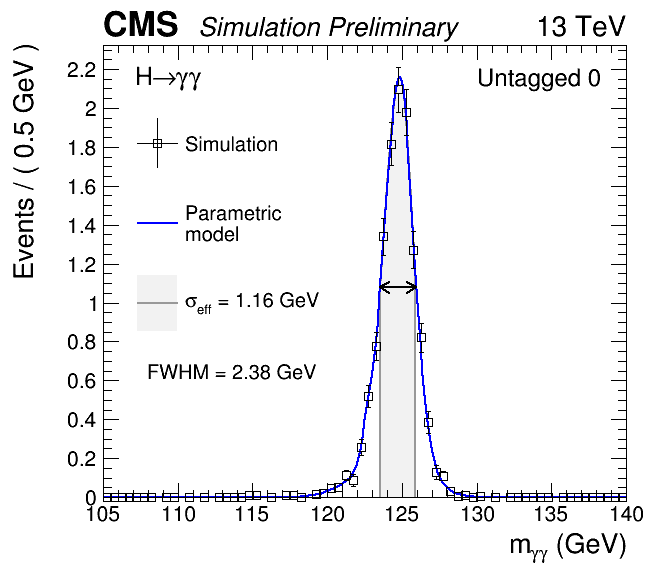 CMS Simulation Preliminary 13 TeV
H→γγ Untagged 0
Simulation
Parametric
model
σeff = 1.16 GeV
FWHM = 2.38 GeV
Events / ( 0.5 GeV )
2.2
2
1.8
1.6
1.4
1.2
1
0.8
0.6
0.4
0.2
0
105 110 115 120 125 130 135 140
mγγ (GeV)